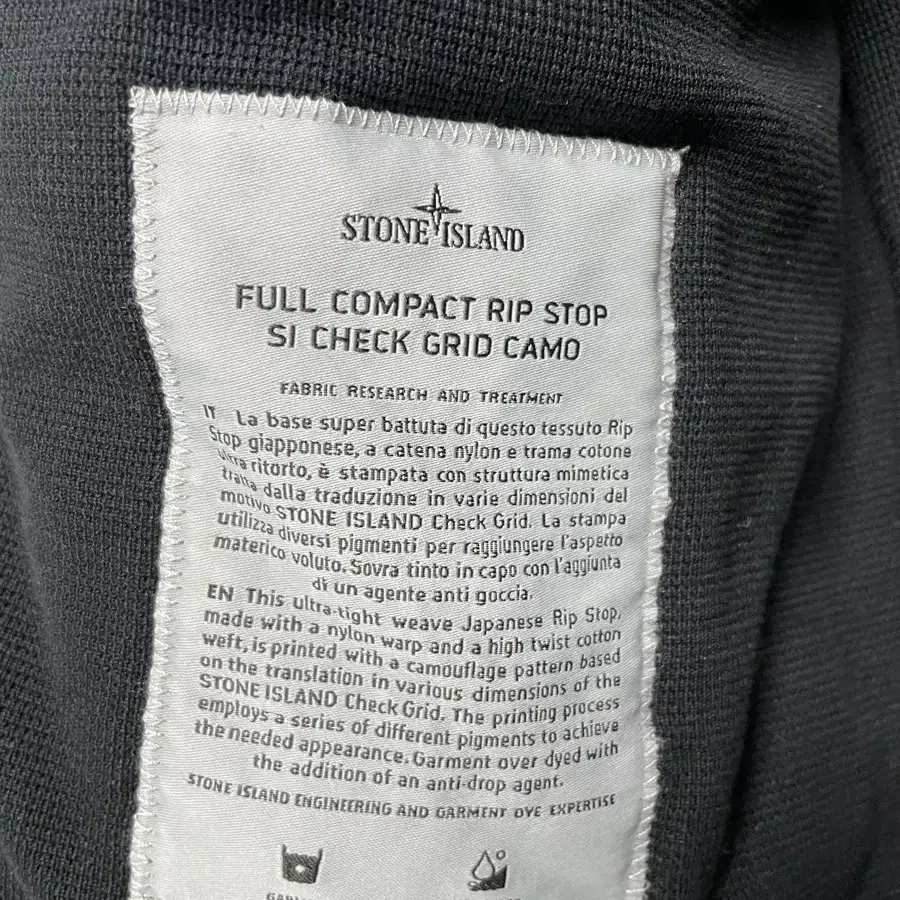 STONE ISLAND
FULL COMPACT RIP STOP
SI CHECK GRID CAMO
FABRIC RESEARCH AND TREATMENT
IT La base super battuta di questo tessuto Rip
Stop giapponese, a catena nylon e trama cotone
ultra ritorto, è stampata con struttura mimetica
tratta dalla traduzione in varie dimensioni del
motivo STONE ISLAND Check Grid. La stampa
utilizza diversi pigmenti per raggiungere l'aspetto
materico voluto. Sovra tinto in capo con l'aggiunta
di un agente anti goccia.
EN This ultra-tight weave Japanese Rip Stop,
made with a nylon warp and a high twist cotton
weft, is printed with a camouflage pattern based
on the translation in various dimensions of the
STONE ISLAND Check Grid. The printing process
employs a series of different pigments to achieve
the needed appearance. Garment over dyed with
the addition of an anti-drop agent.
STONE ISLAND ENGINEERING AND GARMENT DYE EXPERTISE